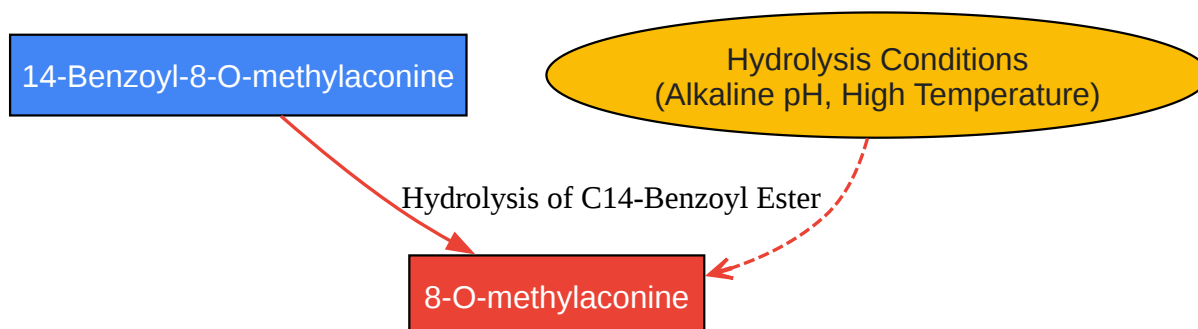 14-Benzoyl-8-O-methylaconine
Hydrolysis Conditions
(Alkaline pH, High Temperature)
Hydrolysis of C14-Benzoyl Ester
8-O-methylaconine